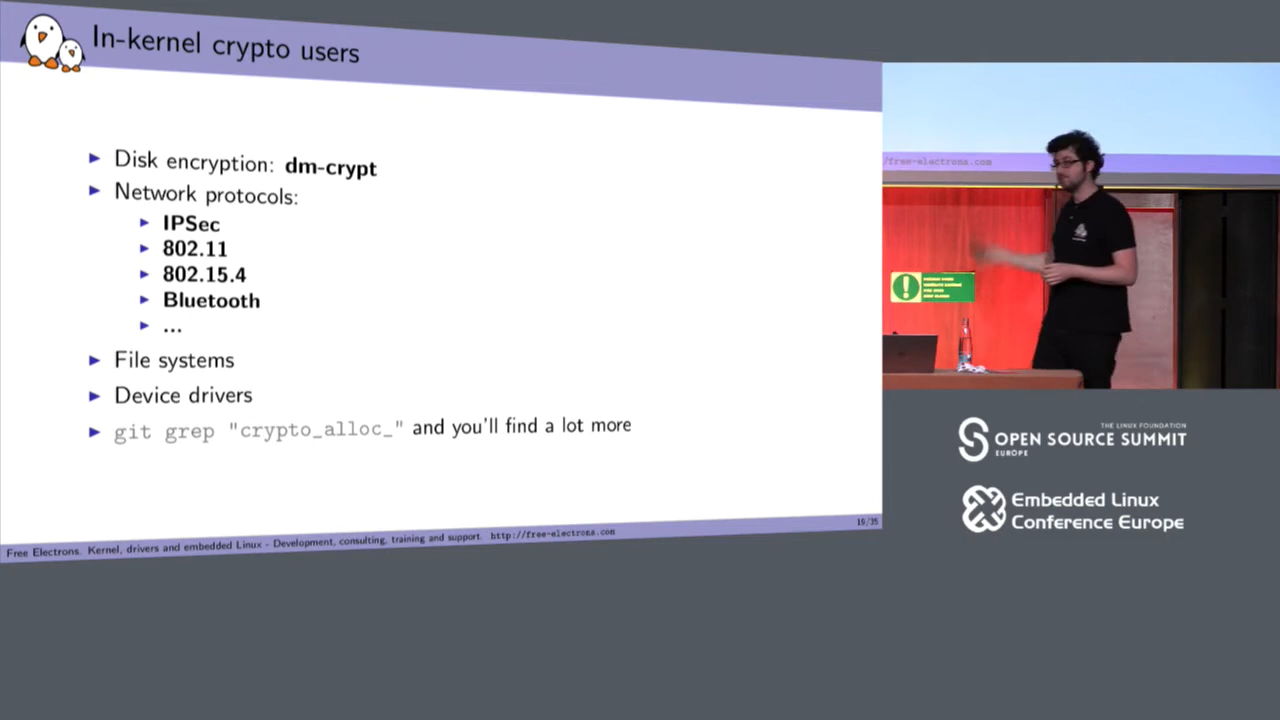 In-kernel crypto users
Disk encryption: dm-crypt
Network protocols:
IPSec
802.11
802.15.4
Bluetooth
...
File systems
Device drivers
git grep "crypto_alloc_" and you'll find a lot more
19/35
Free Electrons. Kernel, drivers and embedded Linux - Development, consulting, training and support. http://free-electrons.com
/free-electrons.com
THE LINUX FOUNDATION
OPEN SOURCE SUMMIT
EUROPE
Embedded Linux
Conference Europe